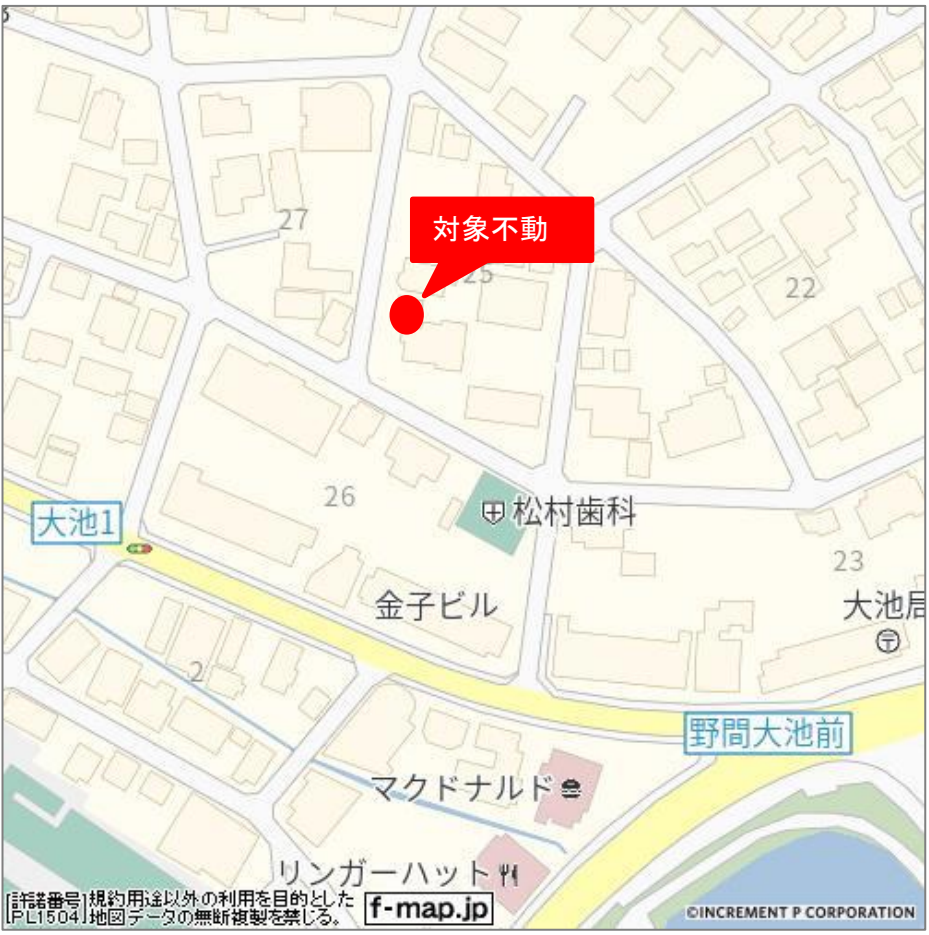 3
27
対象不動
25
22
26
大池1
松村歯科
23
金子ビル
大池局
2
野間大池前
マクドナルド
リンガーハット
[許諾番号]規約用途以外の利用を目的とした
[PL1504]地図データの無断複製を禁じる。
f-map.jp
©INCREMENT P CORPORATION